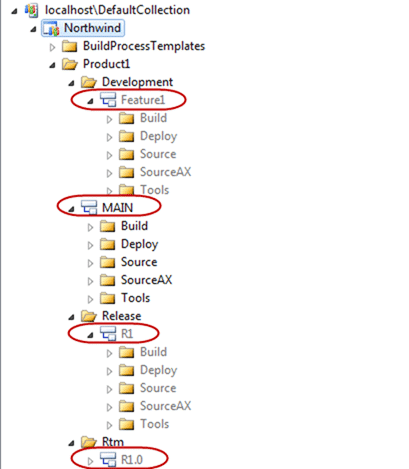 localhost\DefaultCollection
Northwind
BuildProcessTemplates
Product1
Development
Feature1
Build
Deploy
Source
SourceAX
Tools
MAIN
Build
Deploy
Source
SourceAX
Tools
Release
R1
Build
Deploy
Source
SourceAX
Tools
Rtm
R1.0